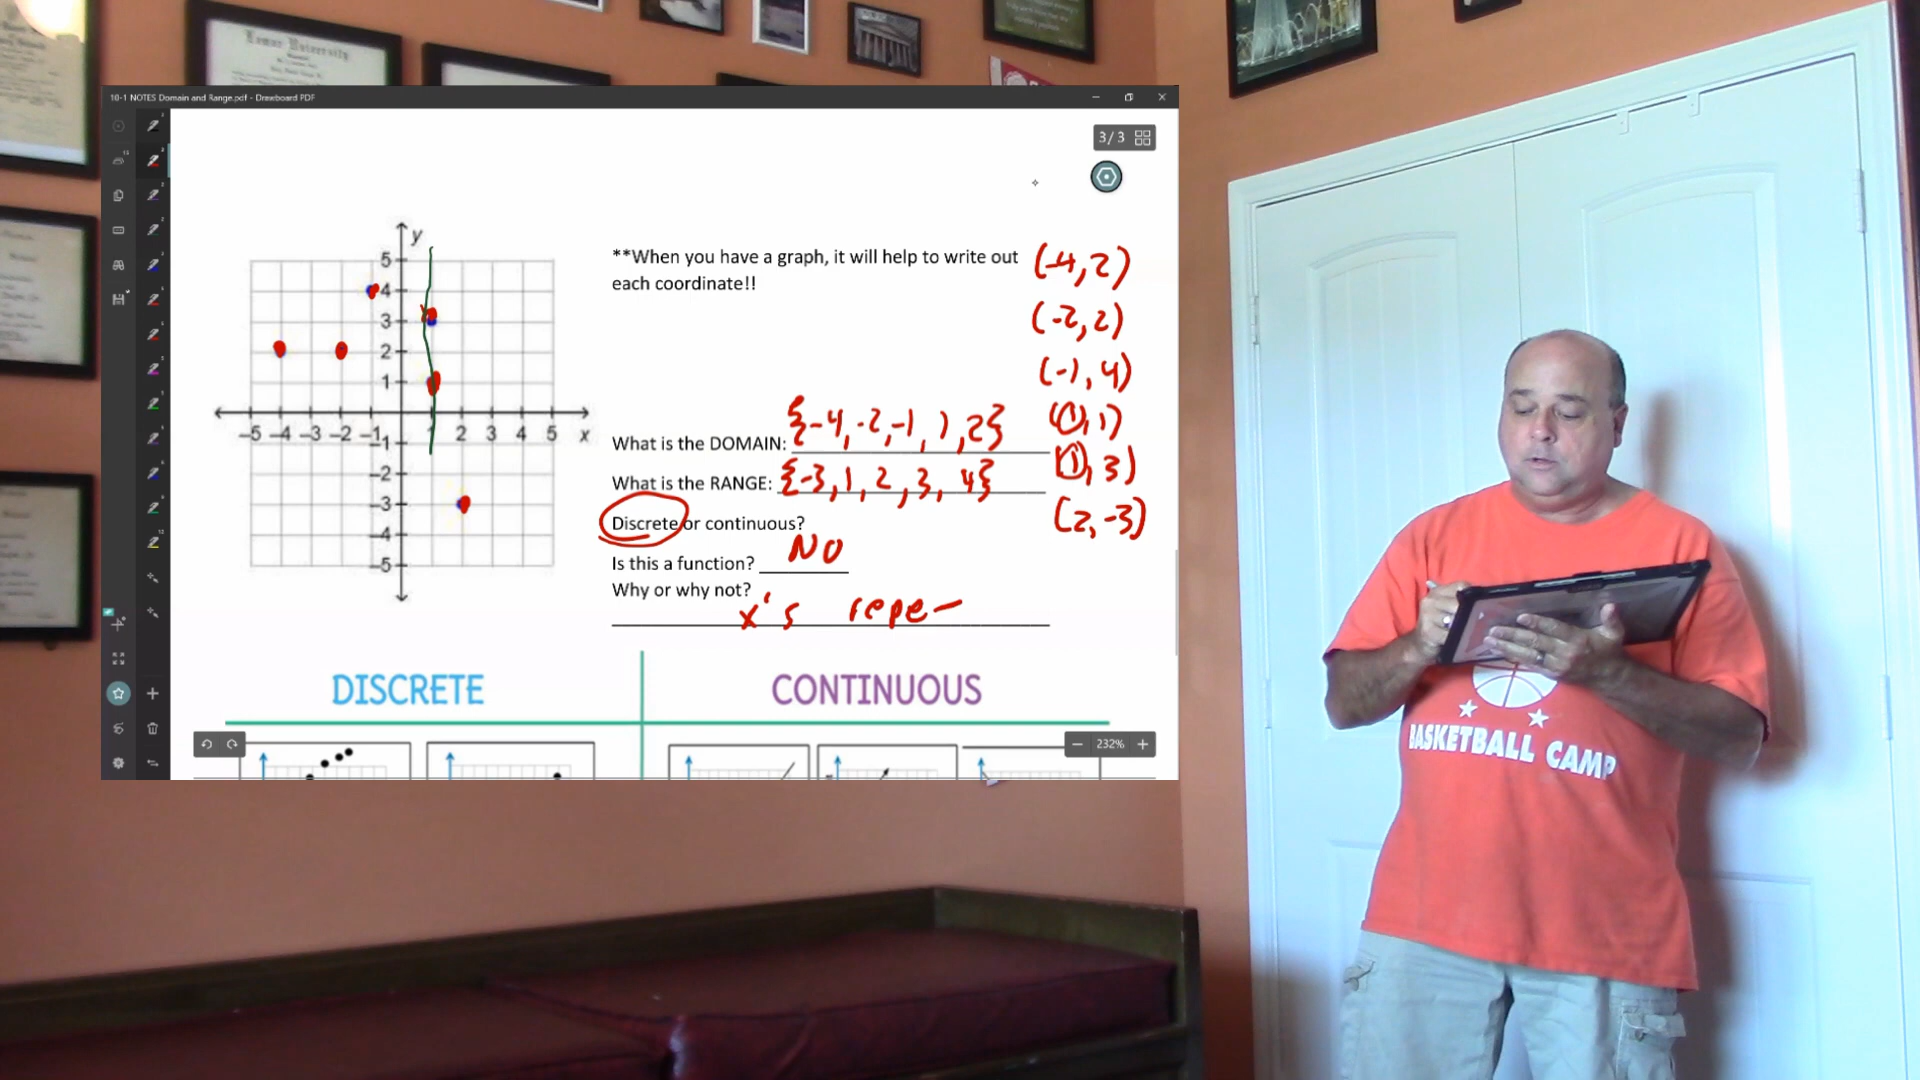 Lamar University
10-1 NOTES Domain and Range.pdf - Drawboard PDF
3 / 3
y
5
4
3
2
1
-5 -4 -3 -2 -1 1 2 3 4 5 x
-1
-2
-3
-4
-5
**When you have a graph, it will help to write out
each coordinate!!
(-4, 2)
(-2, 2)
(-1, 4)
(1, 1)
(1, 3)
(2, -3)
What is the DOMAIN: {-4, -2, -1, 1, 2}
What is the RANGE: {-3, 1, 2, 3, 4}
Discrete or continuous?
Is this a function? NO
Why or why not?
x's repe
DISCRETE CONTINUOUS
232%
BASKETBALL CAMP